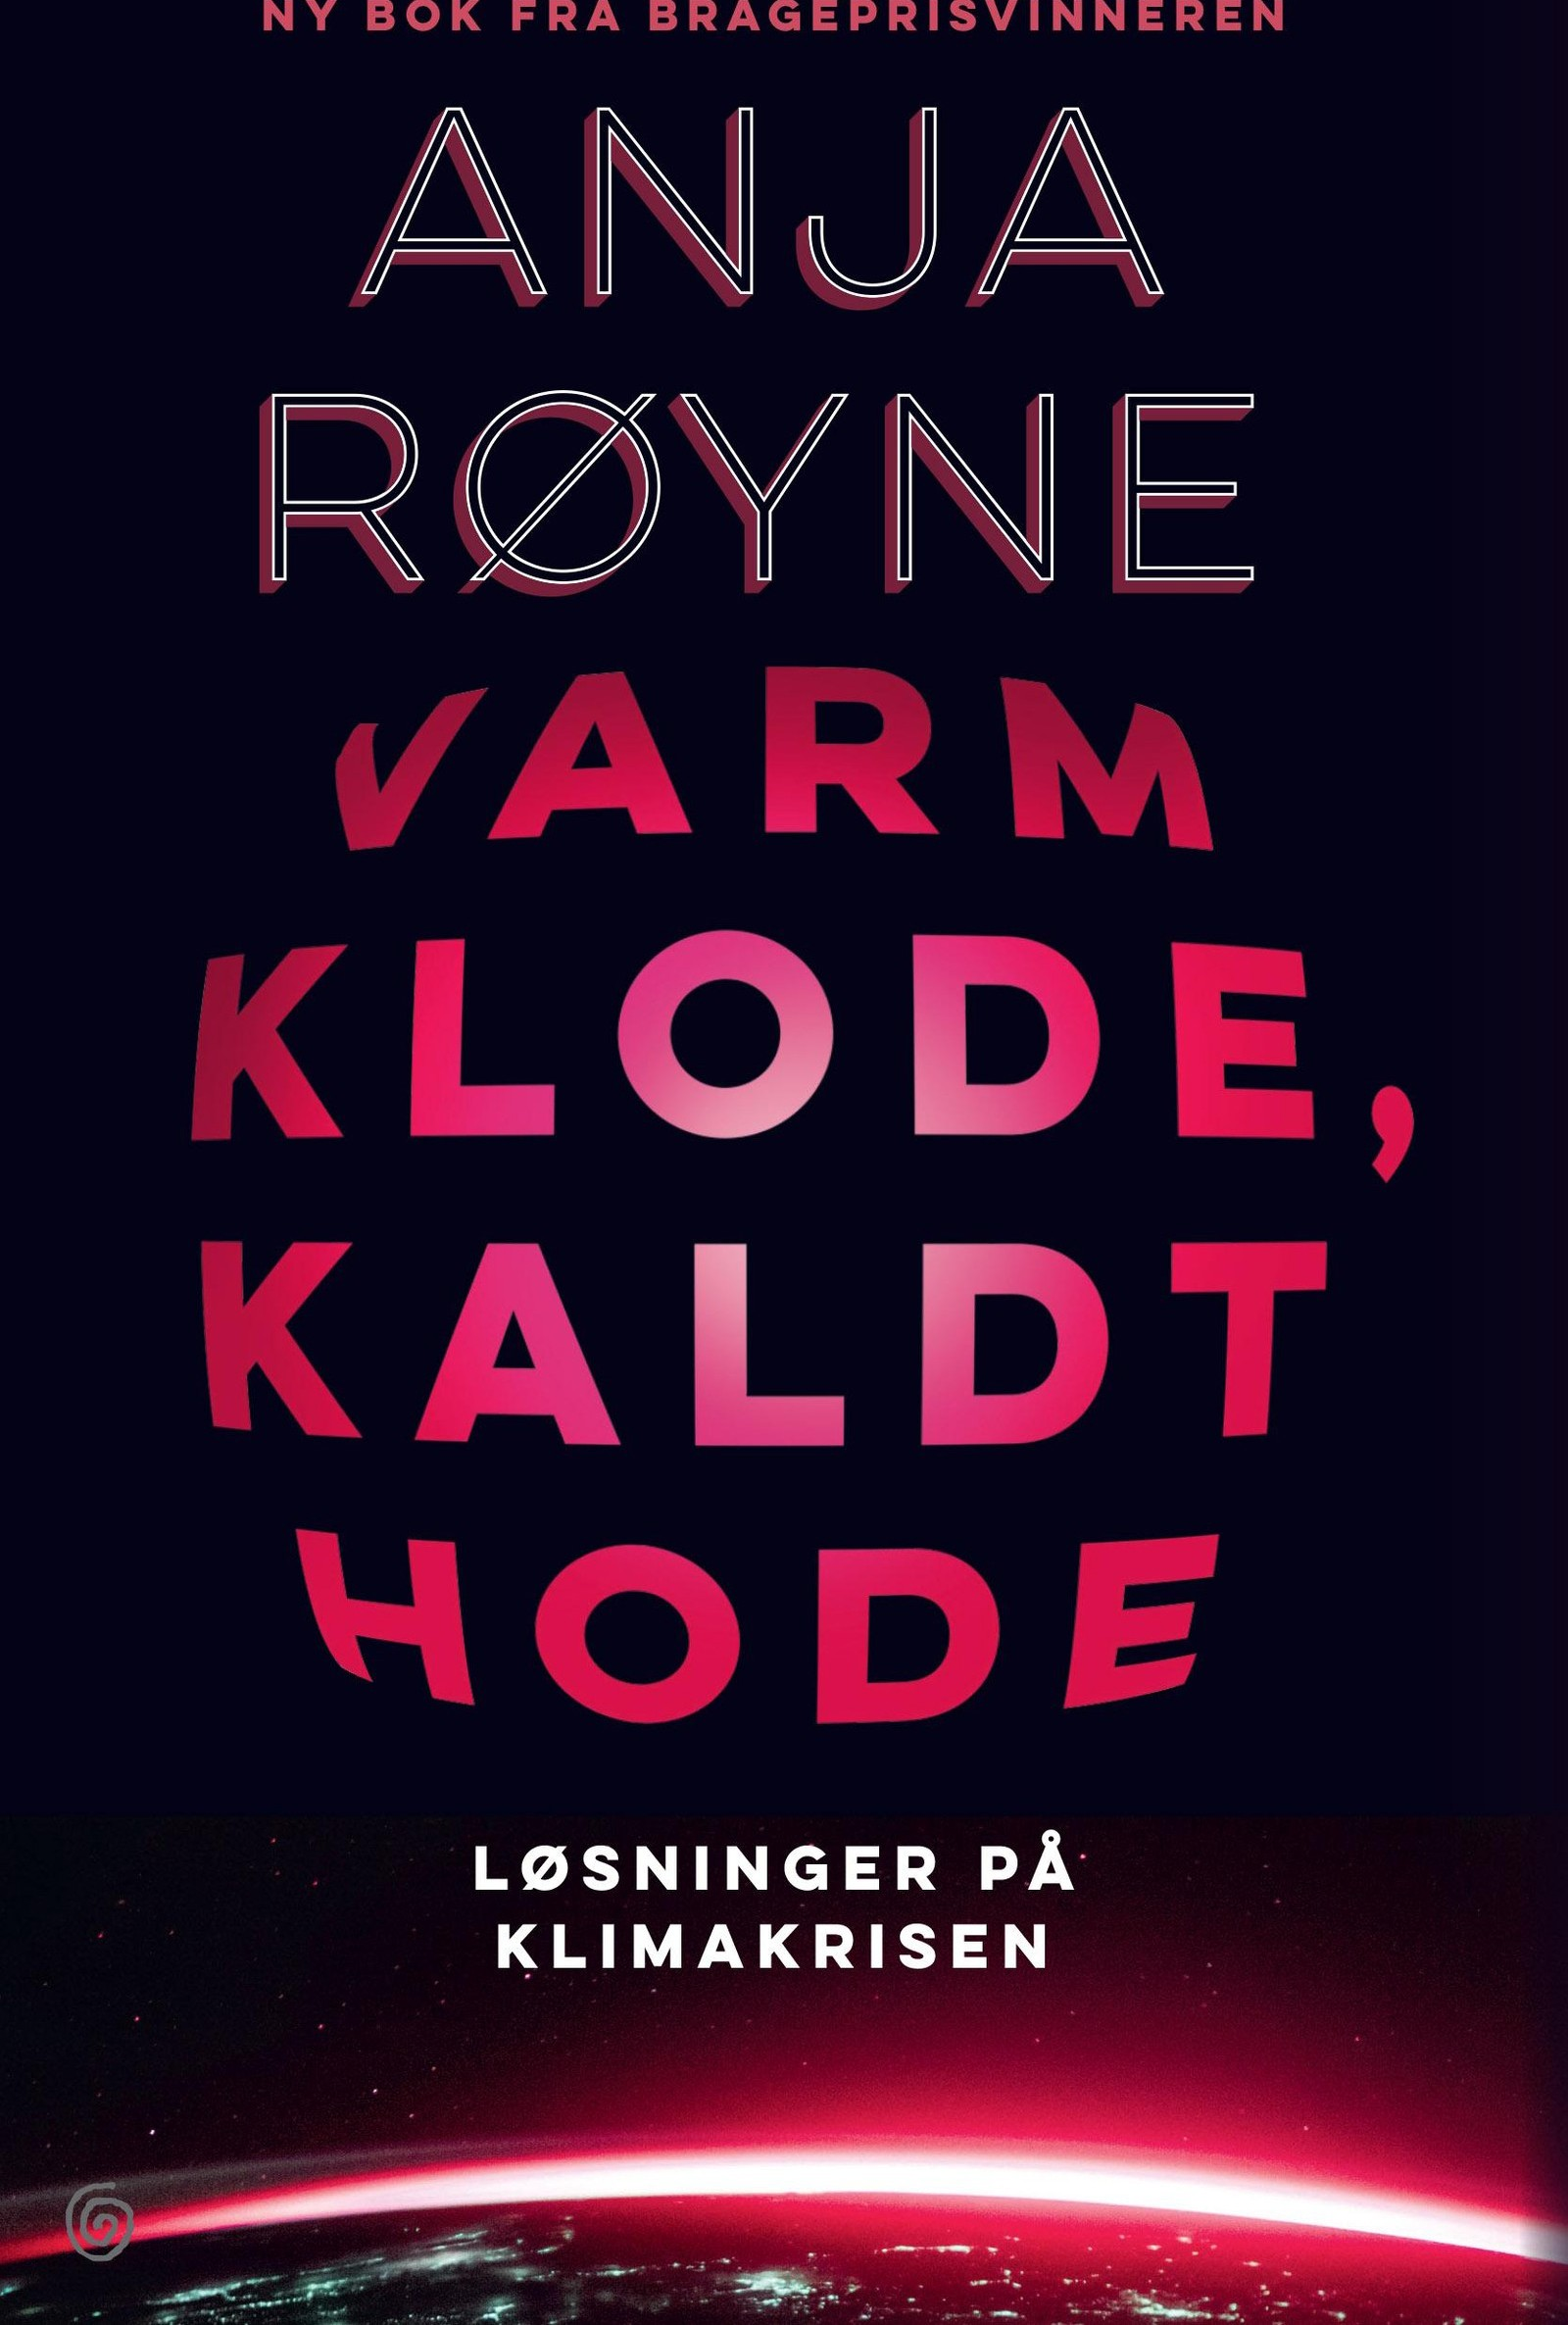 NY BOK FRA BRAGEPRISVINNEREN
ANJA
RØYNE
VARM
KLODE,
KALDT
HODE
LØSNINGER PÅ
KLIMAKRISEN